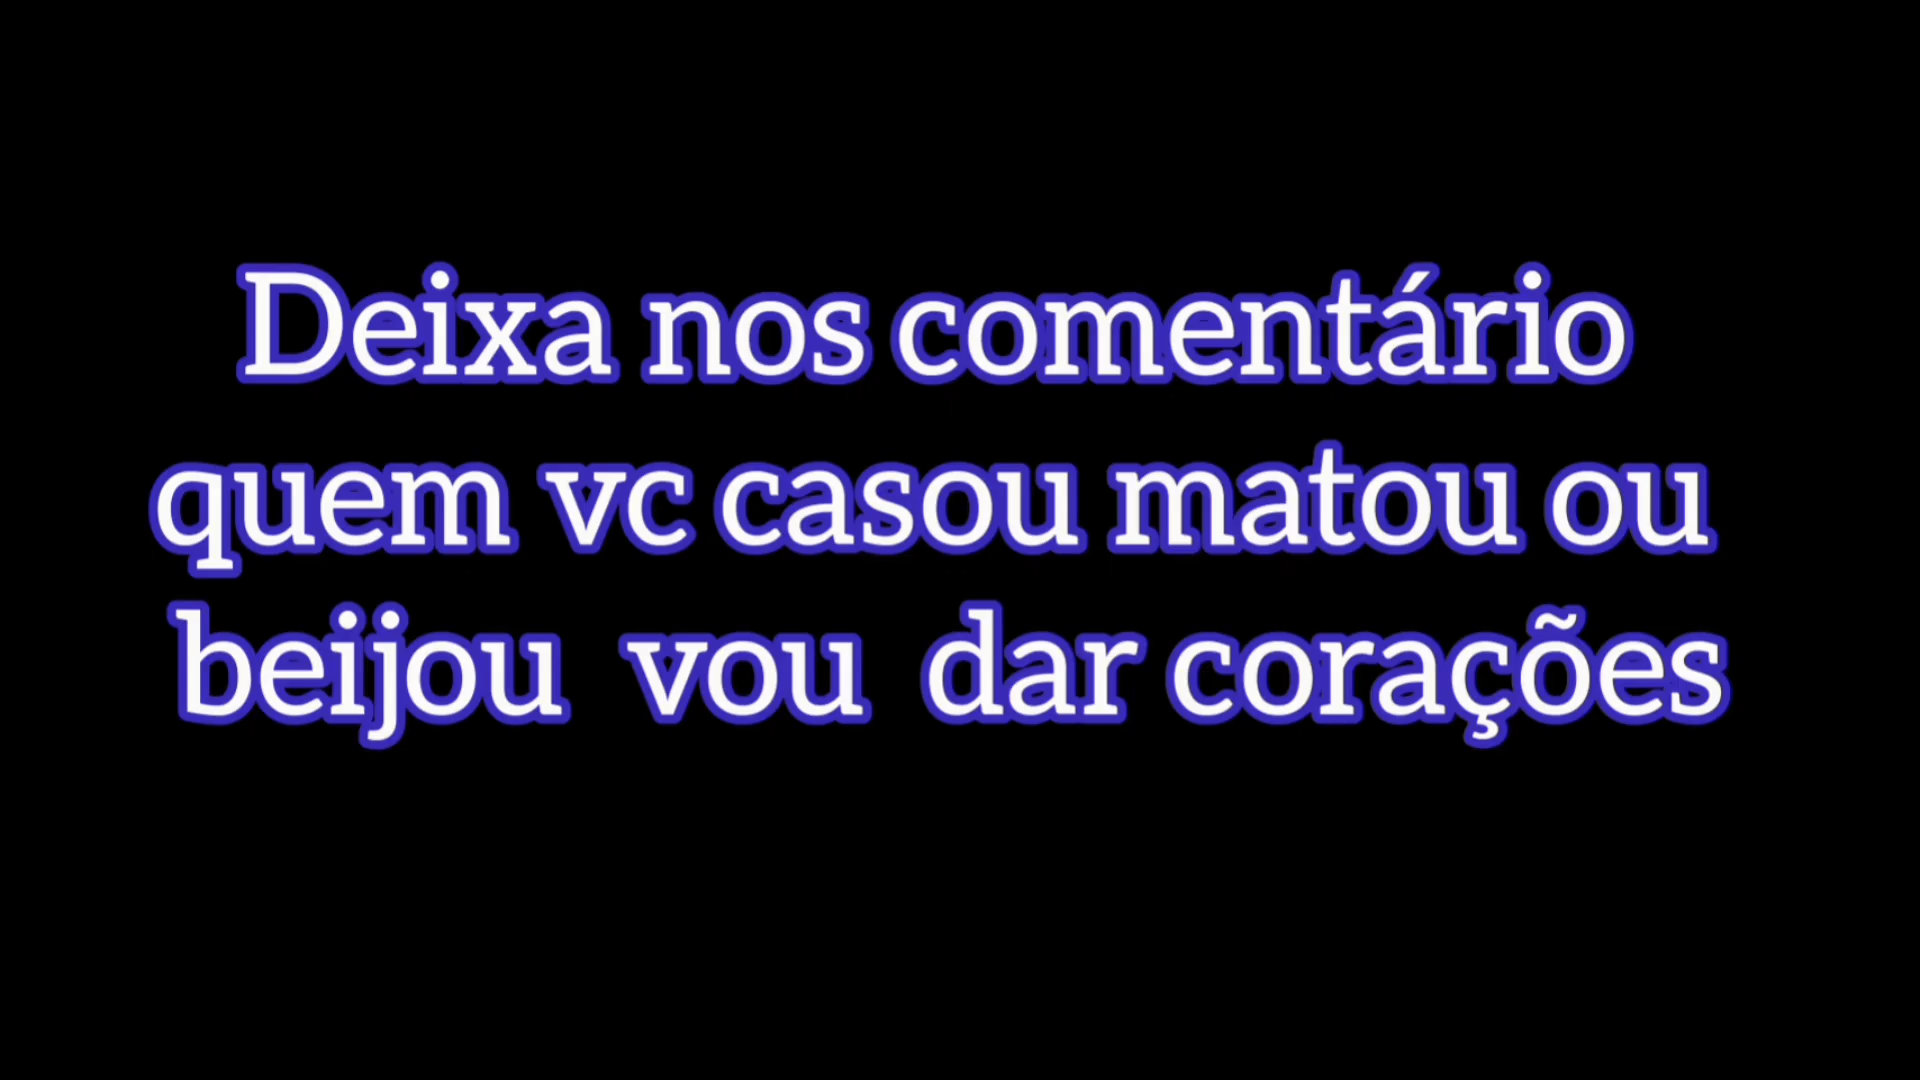 Deixa nos comentário
quem vc casou matou ou
beijou vou dar corações